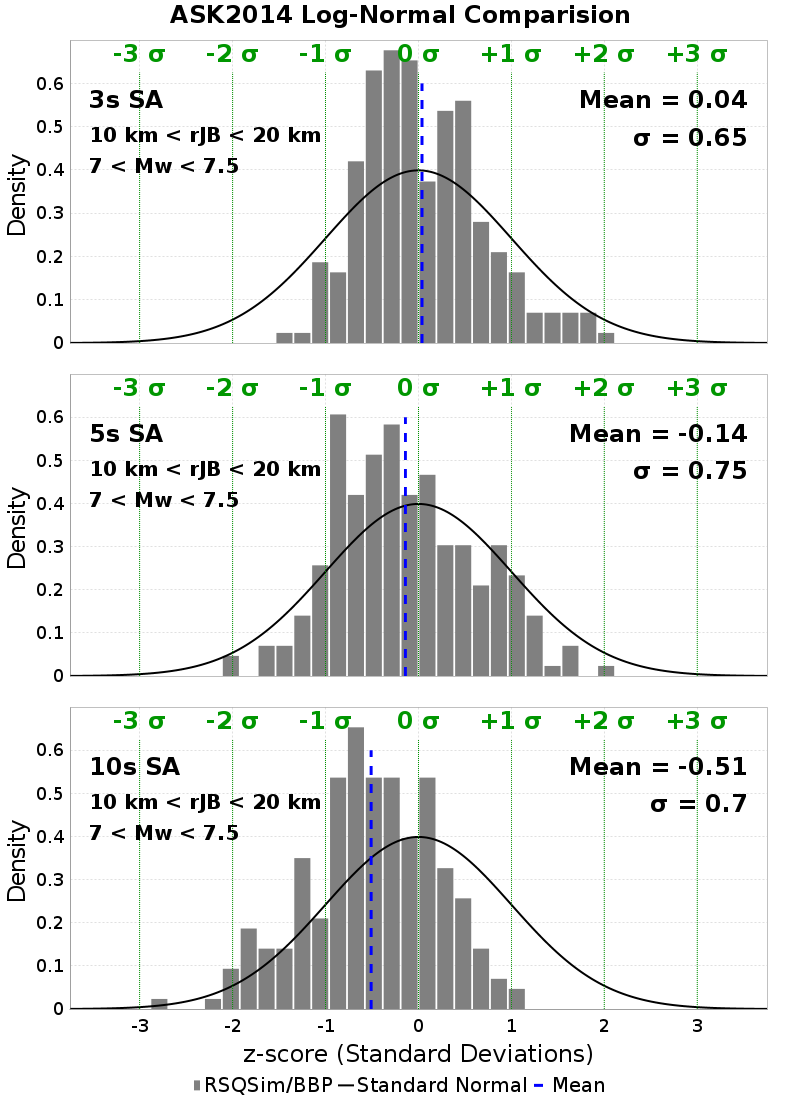 ASK2014 Log-Normal Comparision
-3 σ -2 σ -1 σ 0 σ +1 σ +2 σ +3 σ
3s SA
10 km < rJB < 20 km
7 < Mw < 7.5
Mean = 0.04
σ = 0.65
Density
0.6
0.5
0.4
0.3
0.2
0.1
0
-3 σ -2 σ -1 σ 0 σ +1 σ +2 σ +3 σ
5s SA
10 km < rJB < 20 km
7 < Mw < 7.5
Mean = -0.14
σ = 0.75
Density
0.6
0.5
0.4
0.3
0.2
0.1
0
-3 σ -2 σ -1 σ 0 σ +1 σ +2 σ +3 σ
10s SA
10 km < rJB < 20 km
7 < Mw < 7.5
Mean = -0.51
σ = 0.7
Density
0.6
0.5
0.4
0.3
0.2
0.1
0
-3 -2 -1 0 1 2 3
z-score (Standard Deviations)
RSQSim/BBP Standard Normal Mean